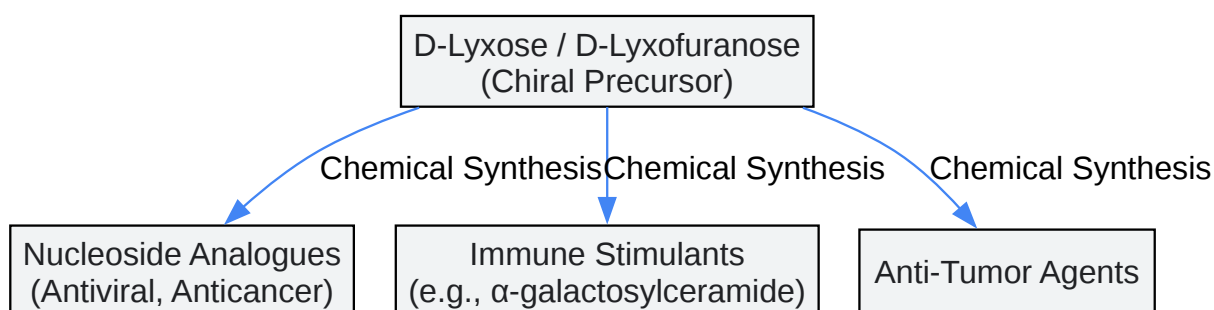 D-Lyxose / D-Lyxofuranose
(Chiral Precursor)
Chemical Synthesis
Chemical Synthesis
Chemical Synthesis
Nucleoside Analogues
(Antiviral, Anticancer)
Immune Stimulants
(e.g., α-galactosylceramide)
Anti-Tumor Agents